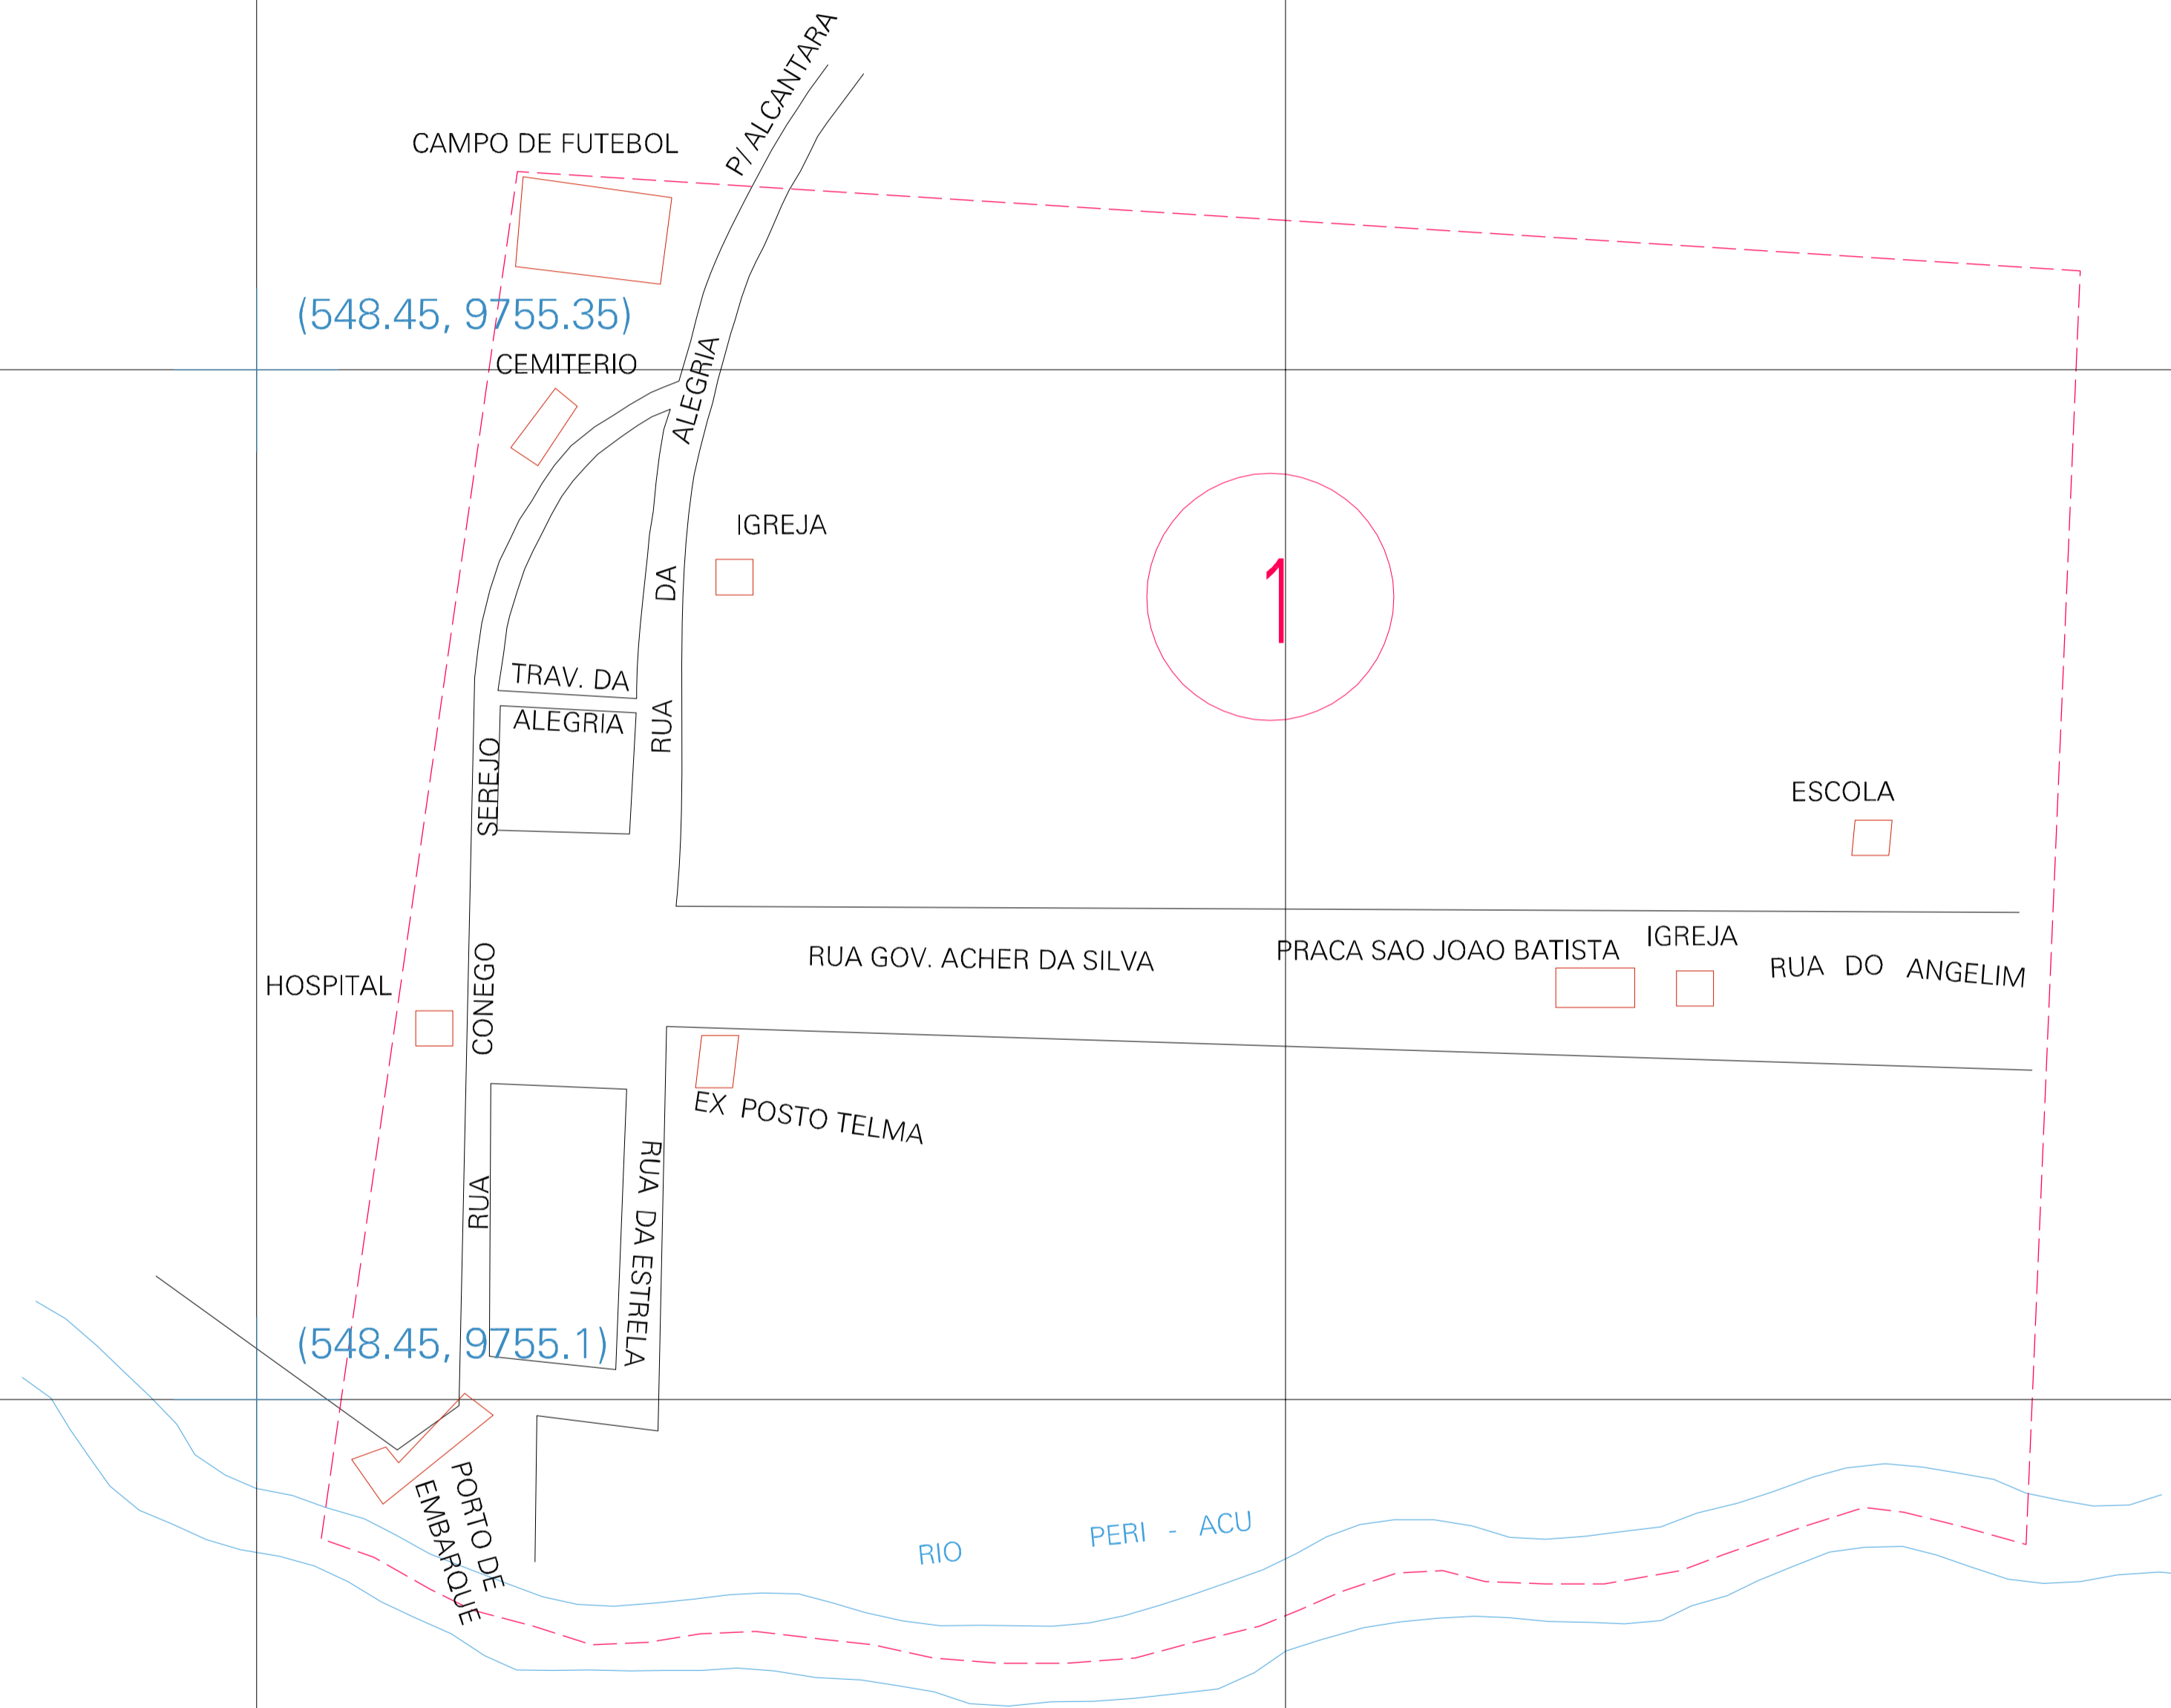 P/ ALCANTARA
CAMPO DE FUTEBOL
(548.45, 9755.35)
CEMITERIO
RUA DA ALEGRIA
IGREJA
1
TRAV. DA
ALEGRIA
ESCOLA
RUA CONEGO SEREJO
HOSPITAL
RUA GOV. ACHER DA SILVA
PRACA SAO JOAO BATISTA
IGREJA
RUA DO ANGELIM
EX POSTO TELMA
RUA DA ESTRELA
(548.45, 9755.1)
PORTO DE
EMBARQUE
RIO PERI - ACU